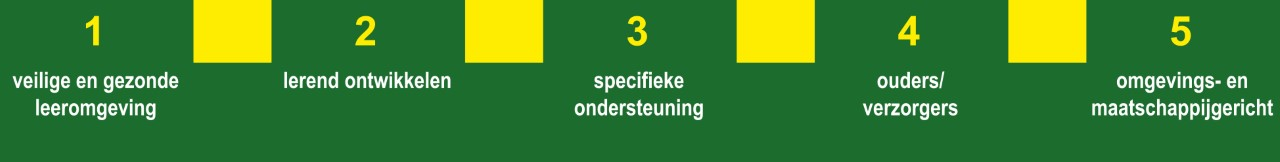 1
veilige en gezonde
leeromgeving
2
lerend ontwikkelen
3
specifieke
ondersteuning
4
ouders/
verzorgers
5
omgevings- en
maatschappijgericht